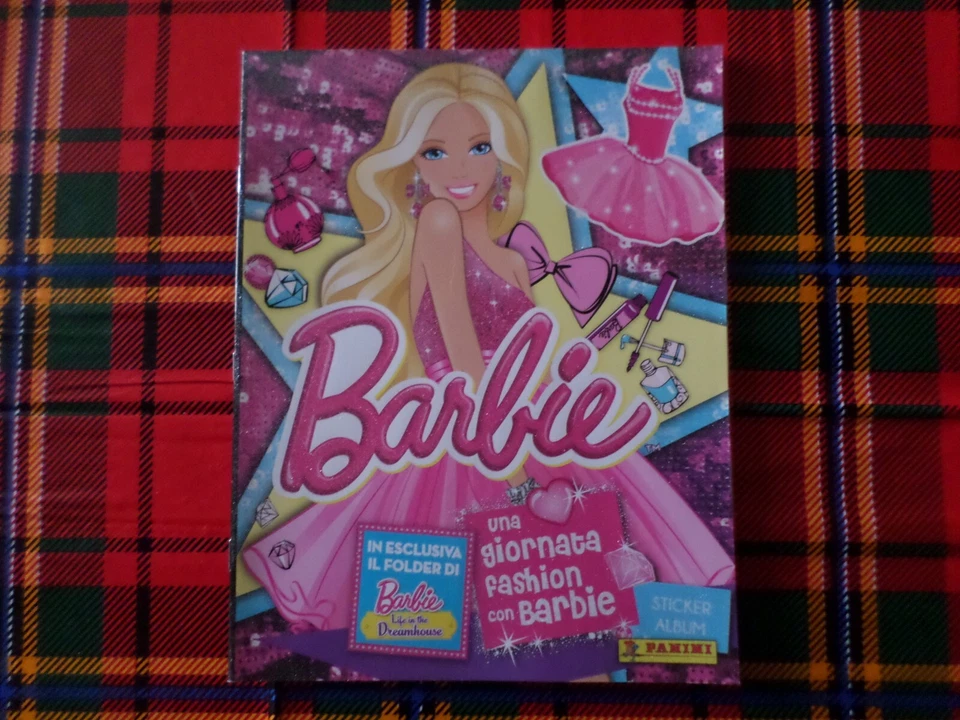 Barbie
TM
IN ESCLUSIVA
IL FOLDER DI
Barbie
Life in the
Dreamhouse
una
giornata
fashion
con Barbie
STICKER
ALBUM
PANINI